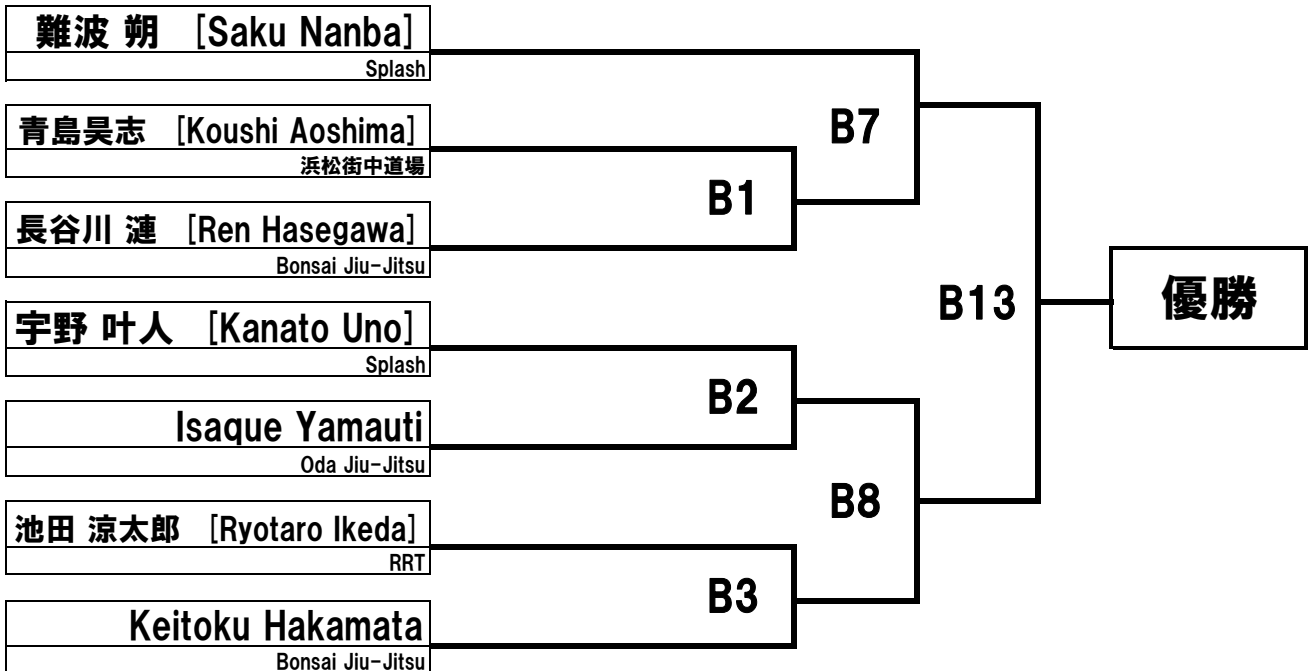 難波 朔 [Saku Nanba]
Splash
青島昊志 [Koushi Aoshima]
浜松街中道場
長谷川 漣 [Ren Hasegawa]
Bonsai Jiu-Jitsu
宇野 叶人 [Kanato Uno]
Splash
Isaque Yamauti
Oda Jiu-Jitsu
池田 涼太郎 [Ryotaro Ikeda]
RRT
Keitoku Hakamata
Bonsai Jiu-Jitsu
B1
B2
B3
B7
B8
B13
優勝